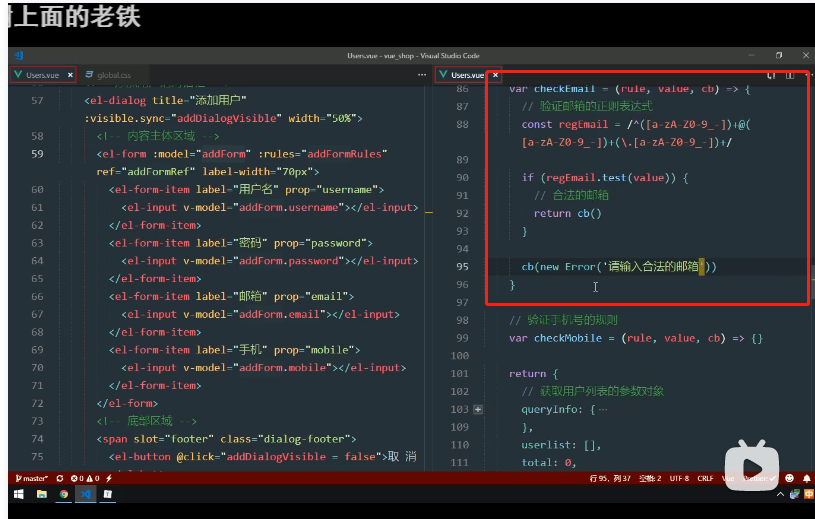 上面的老铁
Users.vue - vue_shop - Visual Studio Code
Users.vue ×
global.css
Users.vue ×
57 <el-dialog title="添加用户"
:visible.sync="addDialogVisible" width="50%">
58 <!-- 内容主体区域 -->
59 <el-form :model="addForm" :rules="addFormRules"
ref="addFormRef" label-width="70px">
60 <el-form-item label="用户名" prop="username">
61 <el-input v-model="addForm.username"></el-input>
62 </el-form-item>
63 <el-form-item label="密码" prop="password">
64 <el-input v-model="addForm.password"></el-input>
65 </el-form-item>
66 <el-form-item label="邮箱" prop="email">
67 <el-input v-model="addForm.email"></el-input>
68 </el-form-item>
69 <el-form-item label="手机" prop="mobile">
70 <el-input v-model="addForm.mobile"></el-input>
71 </el-form-item>
72 </el-form>
73 <!-- 底部区域 -->
74 <span slot="footer" class="dialog-footer">
75 <el-button @click="addDialogVisible = false">取 消
86 var checkEmail = (rule, value, cb) => {
87 // 验证邮箱的正则表达式
88 const regEmail = /^([a-zA-Z0-9_-])+@(
[a-zA-Z0-9_-])+(\.[a-zA-Z0-9_-])+/
89
90 if (regEmail.test(value)) {
91 // 合法的邮箱
92 return cb()
93 }
94
95 cb(new Error('请输入合法的邮箱'))
96 }
97
98 // 验证手机号的规则
99 var checkMobile = (rule, value, cb) => {}
100
101 return {
102 // 获取用户列表的参数对象
103 queryInfo: {…
109 },
110 userlist: [],
111 total: 0,
master* 0 0
行 95，列 37 空格: 2 UTF-8 CRLF Vue